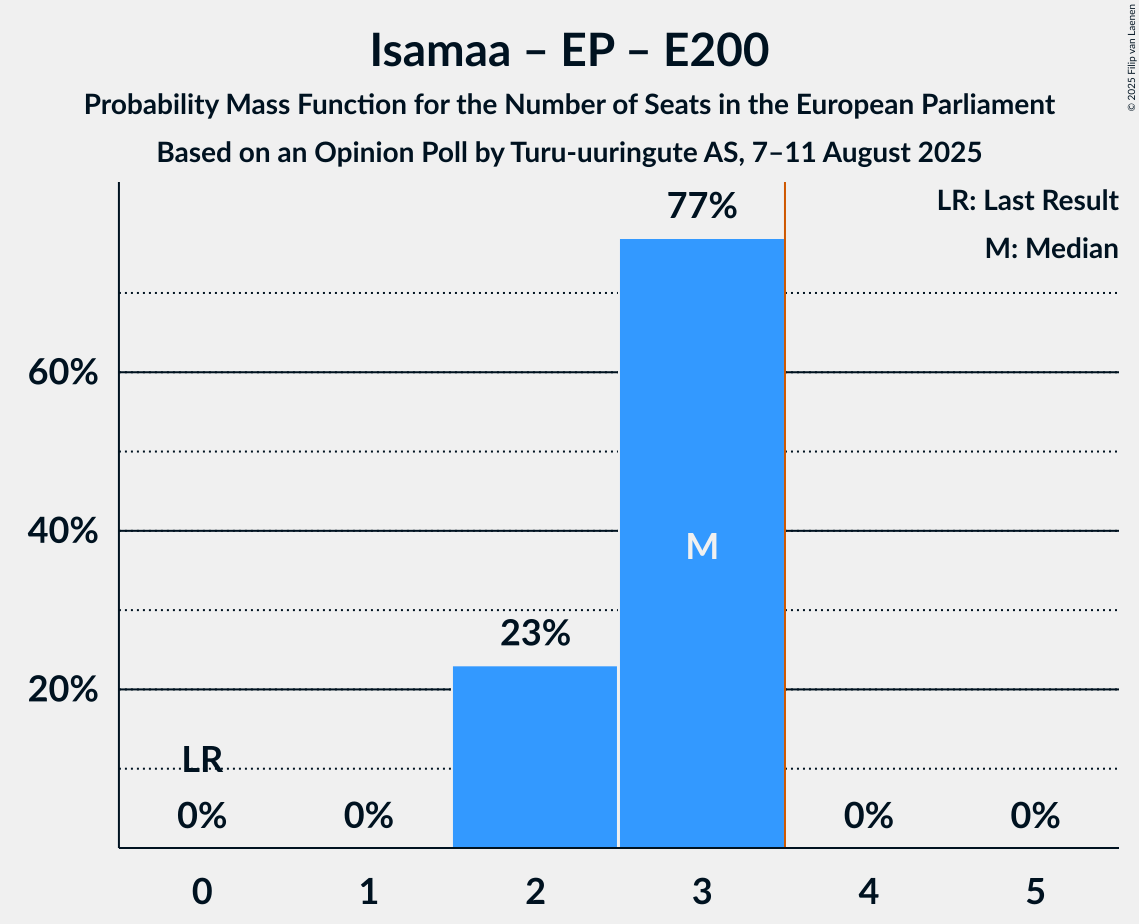 Isamaa – EP – E200
Probability Mass Function for the Number of Seats in the European Parliament
Based on an Opinion Poll by Turu-uuringute AS, 7–11 August 2025
© 2025 Filip van Laenen
LR: Last Result
M: Median
77%
60%
40%
M
23%
20%
LR
0%
0%
0%
0%
0
1
2
3
4
5